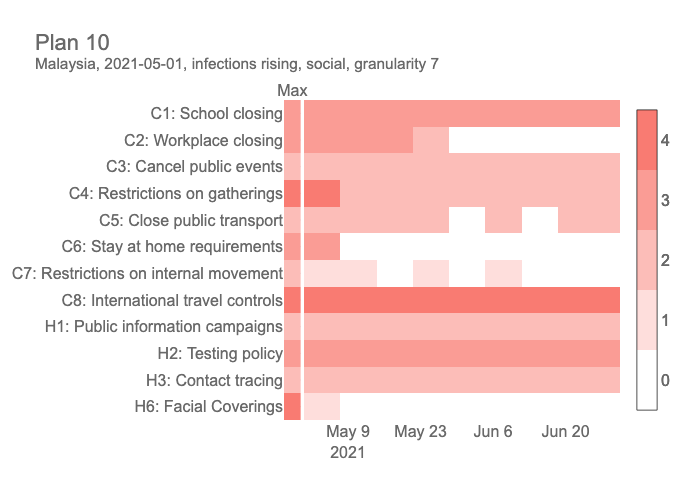 Plan 10
Malaysia, 2021-05-01, infections rising, social, granularity 7
Max
C1: School closing
C2: Workplace closing
C3: Cancel public events
C4: Restrictions on gatherings
C5: Close public transport
C6: Stay at home requirements
C7: Restrictions on internal movement
C8: International travel controls
H1: Public information campaigns
H2: Testing policy
H3: Contact tracing
H6: Facial Coverings
4
3
2
1
0
May 9 May 23 Jun 6 Jun 20
2021